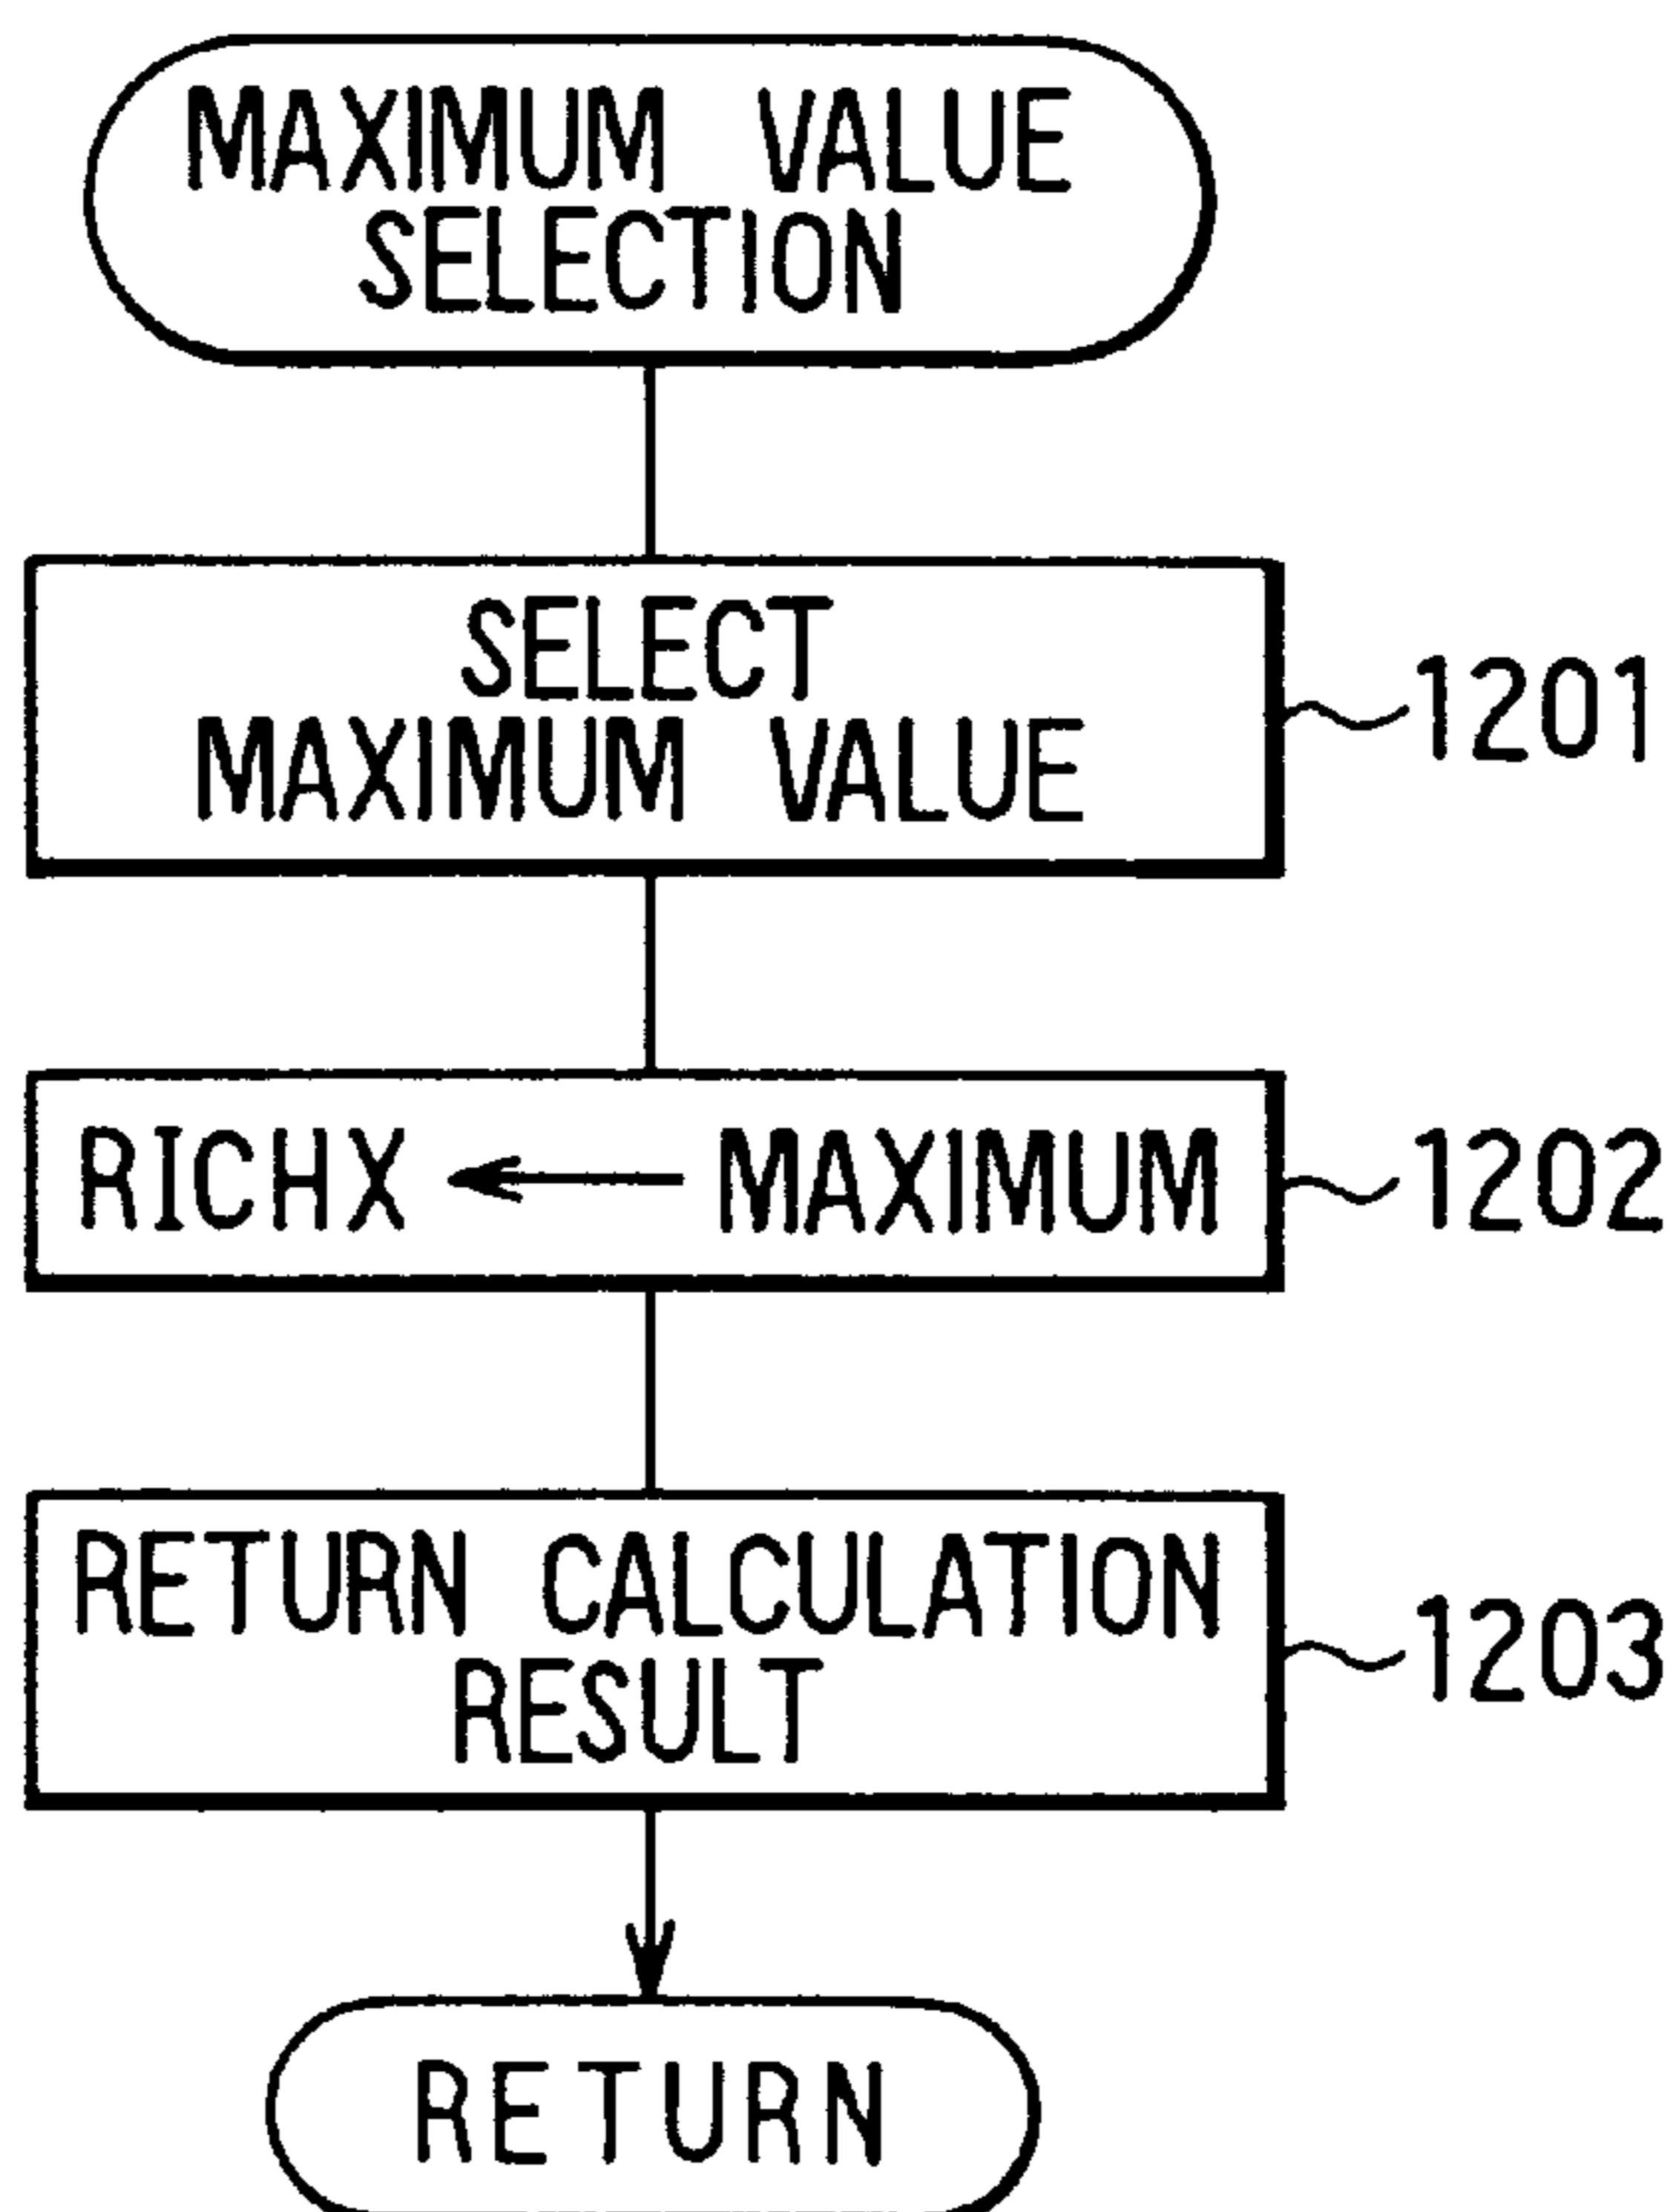 MAXIMUM VALUE
SELECTION
SELECT
MAXIMUM VALUE
1201
RICHX ← MAXIMUM
1202
RETURN CALCULATION
RESULT
1203
RETURN